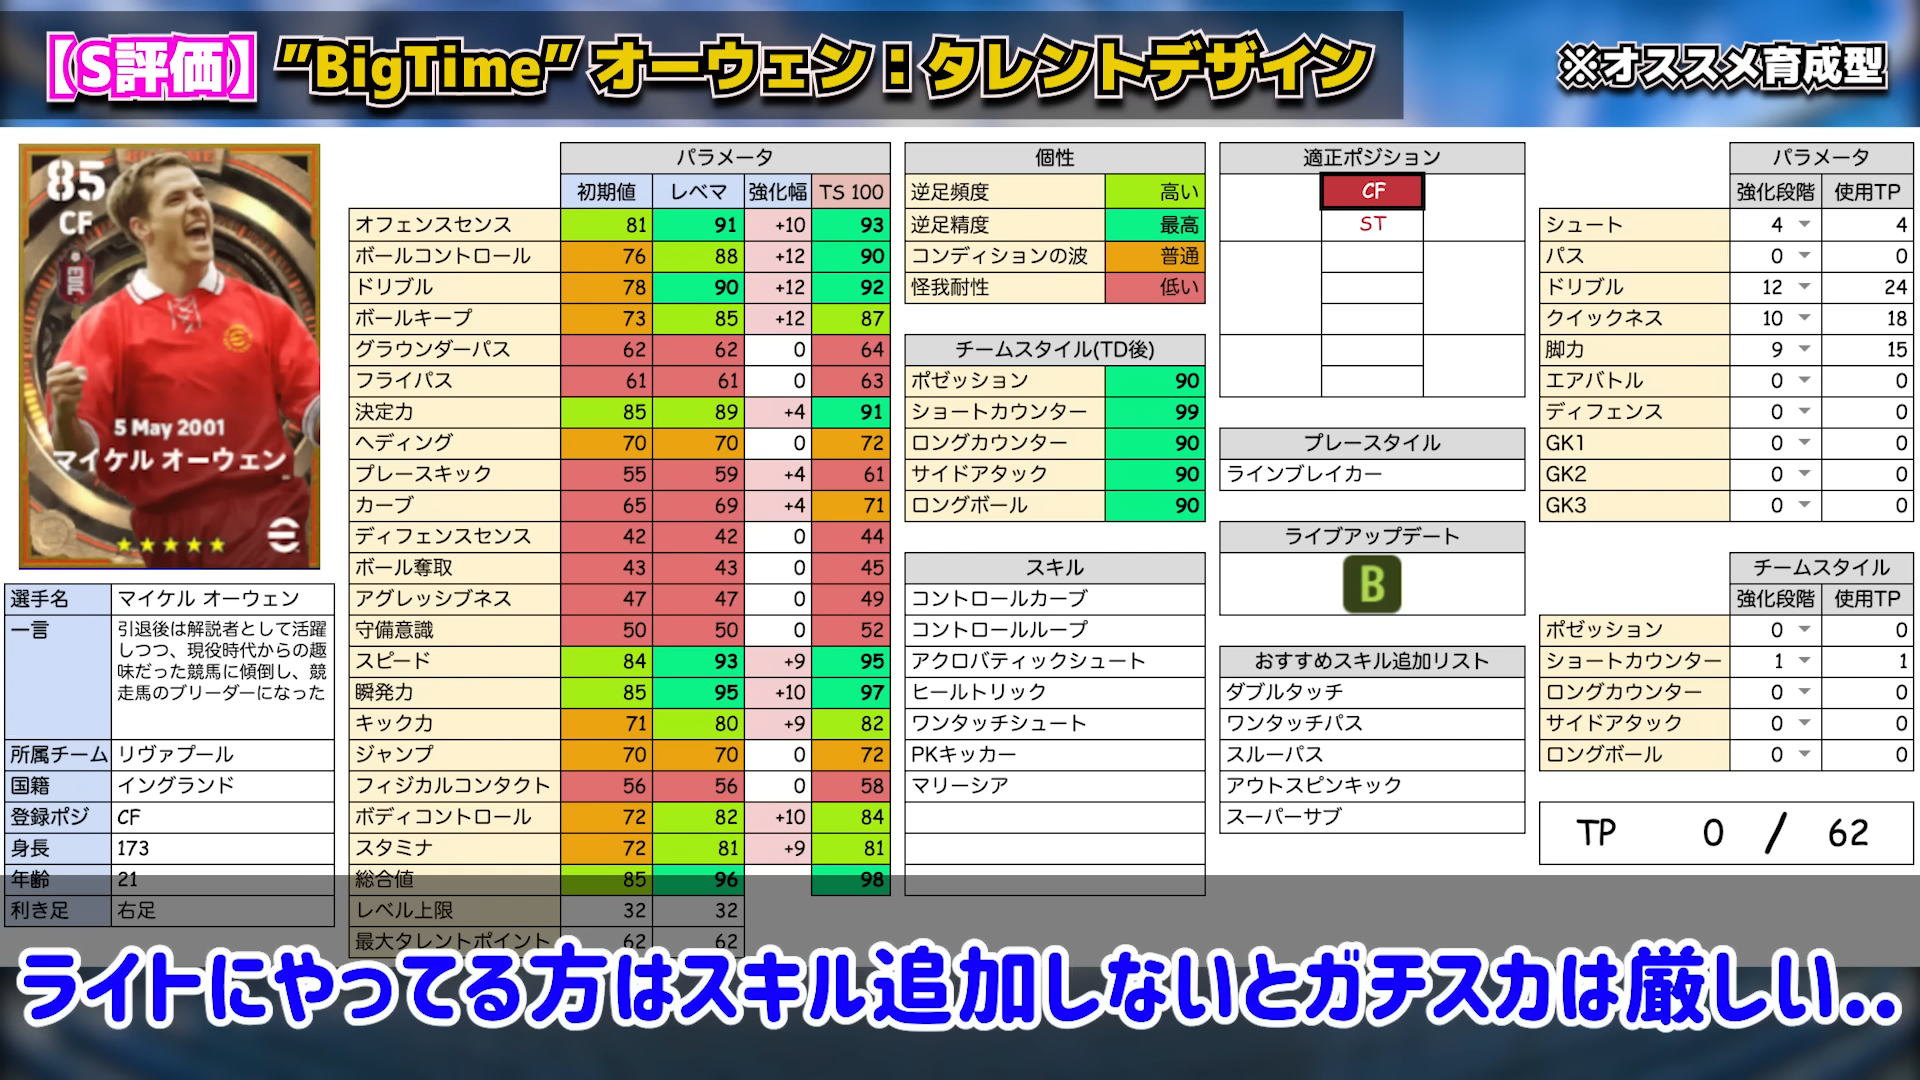 【S評価】 "BigTime" オーウェン：タレントデザイン
※オススメ育成型
85
CF
5 May 2001
マイケル オーウェン
選手名 マイケル オーウェン
一言 引退後は解説者として活躍
しつつ、現役時代からの趣
味だった競馬に傾倒し、競
走馬のブリーダーになった
所属チーム リヴァプール
国籍 イングランド
登録ポジ CF
身長 173
年齢 21
利き足 右足
パラメータ
初期値 レベマ 強化幅 TS 100
オフェンスセンス 81 91 +10 93
ボールコントロール 76 88 +12 90
ドリブル 78 90 +12 92
ボールキープ 73 85 +12 87
グラウンダーパス 62 62 0 64
フライパス 61 61 0 63
決定力 85 89 +4 91
ヘディング 70 70 0 72
プレースキック 55 59 +4 61
カーブ 65 69 +4 71
ディフェンスセンス 42 42 0 44
ボール奪取 43 43 0 45
アグレッシブネス 47 47 0 49
守備意識 50 50 0 52
スピード 84 93 +9 95
瞬発力 85 95 +10 97
キック力 71 80 +9 82
ジャンプ 70 70 0 72
フィジカルコンタクト 56 56 0 58
ボディコントロール 72 82 +10 84
スタミナ 72 81 +9 81
総合値 85 96 98
レベル上限 32 32
最大タレントポイント 62 62
個性
逆足頻度 高い
逆足精度 最高
コンディションの波 普通
怪我耐性 低い
チームスタイル(TD後)
ポゼッション 90
ショートカウンター 99
ロングカウンター 90
サイドアタック 90
ロングボール 90
スキル
コントロールカーブ
コントロールループ
アクロバティックシュート
ヒールトリック
ワンタッチシュート
PKキッカー
マリーシア
適正ポジション
CF
ST
プレースタイル
ラインブレイカー
ライブアップデート
B
おすすめスキル追加リスト
ダブルタッチ
ワンタッチパス
スルーパス
アウトスピンキック
スーパーサブ
パラメータ
強化段階 使用TP
シュート 4 4
パス 0 0
ドリブル 12 24
クイックネス 10 18
脚力 9 15
エアバトル 0 0
ディフェンス 0 0
GK1 0 0
GK2 0 0
GK3 0 0
チームスタイル
強化段階 使用TP
ポゼッション 0 0
ショートカウンター 1 1
ロングカウンター 0 0
サイドアタック 0 0
ロングボール 0 0
TP 0 / 62
ライトにやってる方はスキル追加しないとガチスカは厳しい..